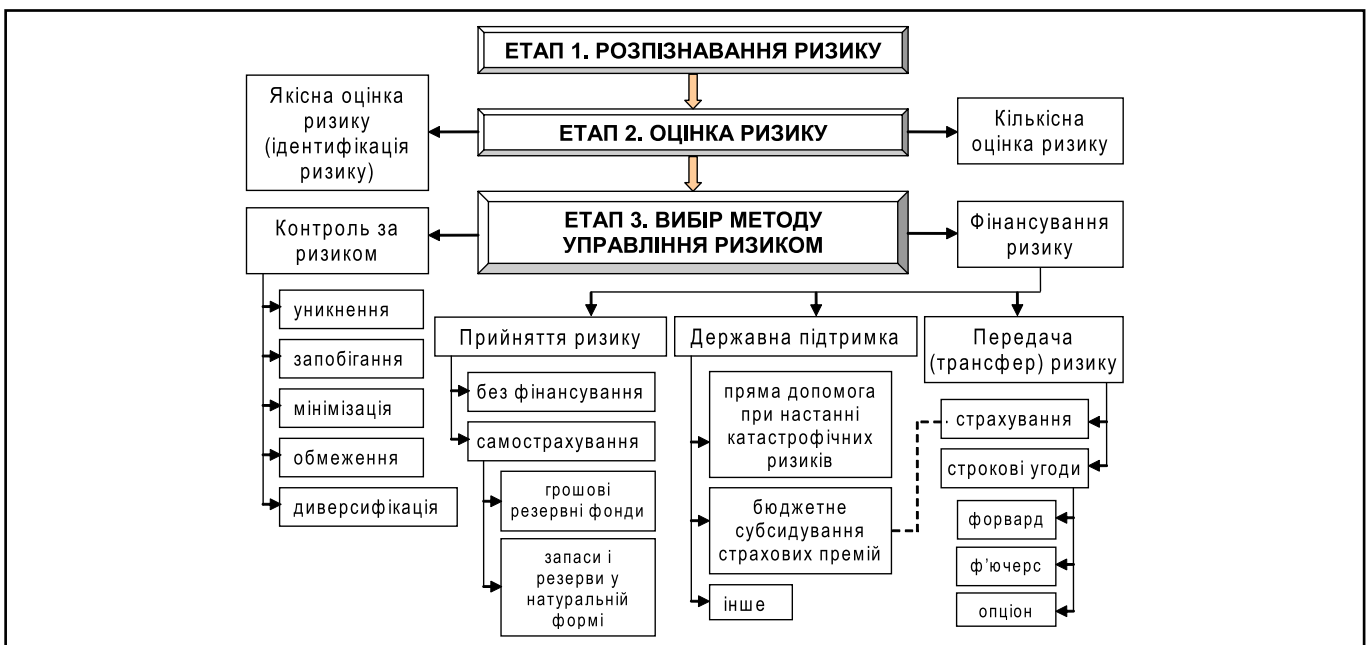 ЕТАП 1. РОЗПІЗНАВАННЯ РИЗИКУ
Якісна оцінка
ризику
(ідентифікація
ризику)
ЕТАП 2. ОЦІНКА РИЗИКУ
Кількісна
оцінка ризику
Контроль за
ризиком
ЕТАП 3. ВИБІР МЕТОДУ
УПРАВЛІННЯ РИЗИКОМ
Фінансування
ризику
уникнення
запобігання
мінімізація
обмеження
диверсифікація
Прийняття ризику
без фінансування
самострахування
грошові
резервні фонди
запаси і
резерви у
натуральній
формі
Державна підтримка
пряма допомога
при настанні
катастрофічних
ризиків
бюджетне
субсидування
страхових премій
інше
Передача
(трансфер) ризику
страхування
строкові угоди
форвард
ф’ючерс
опціон